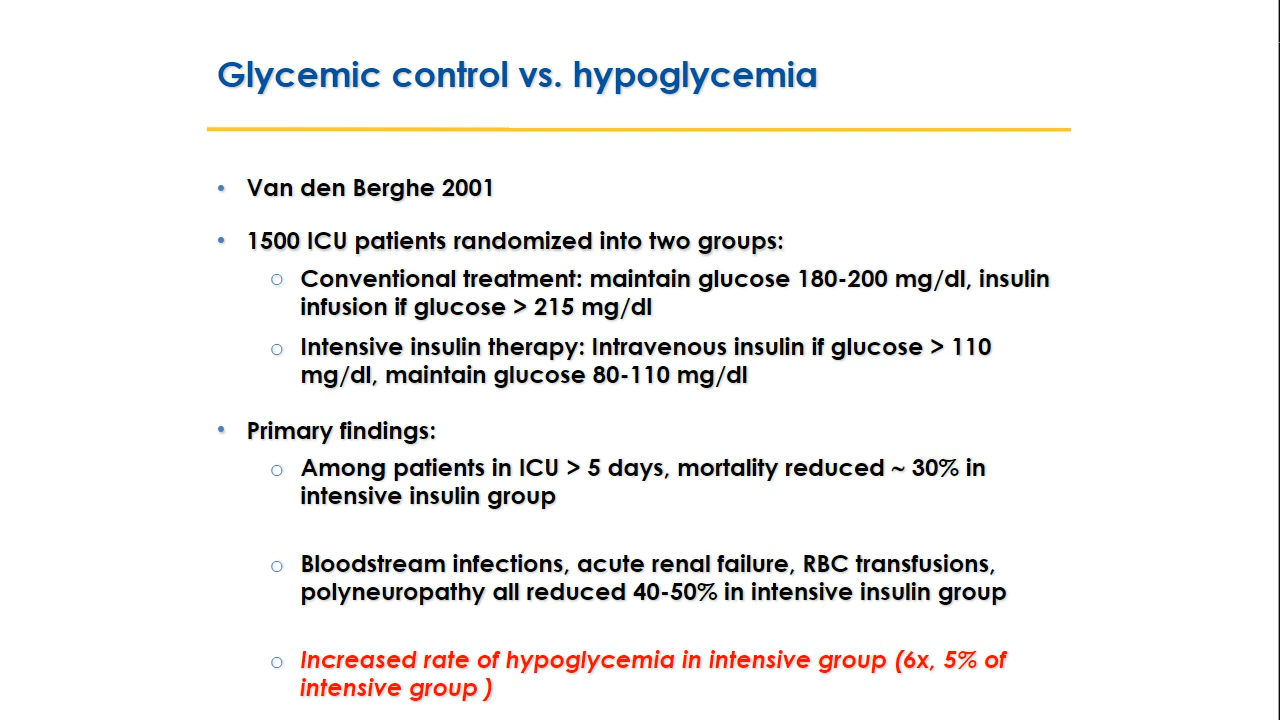 Glycemic control vs. hypoglycemia
• Van den Berghe 2001
• 1500 ICU patients randomized into two groups:
○ Conventional treatment: maintain glucose 180-200 mg/dl, insulin
infusion if glucose > 215 mg/dl
○ Intensive insulin therapy: Intravenous insulin if glucose > 110
mg/dl, maintain glucose 80-110 mg/dl
• Primary findings:
○ Among patients in ICU > 5 days, mortality reduced ~ 30% in
intensive insulin group
○ Bloodstream infections, acute renal failure, RBC transfusions,
polyneuropathy all reduced 40-50% in intensive insulin group
○ Increased rate of hypoglycemia in intensive group (6x, 5% of
intensive group )